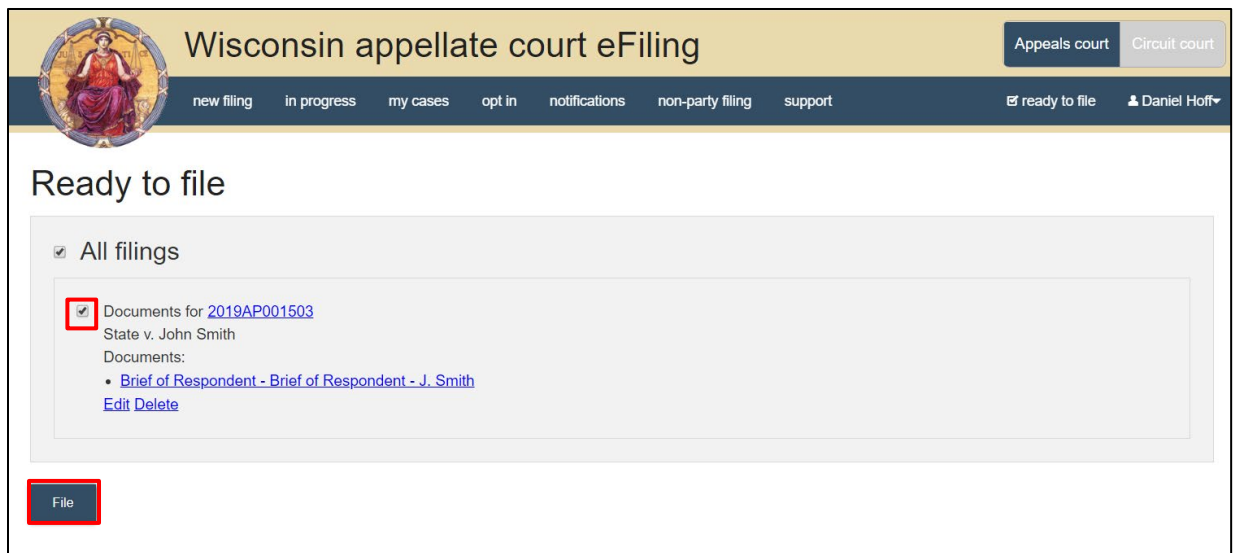 Wisconsin appellate court eFiling
Appeals court
Circuit court
new filing in progress my cases opt in notifications non-party filing support ready to file Daniel Hoff
Ready to file
All filings
Documents for 2019AP001503
State v. John Smith
Documents:
• Brief of Respondent - Brief of Respondent - J. Smith
Edit Delete
File